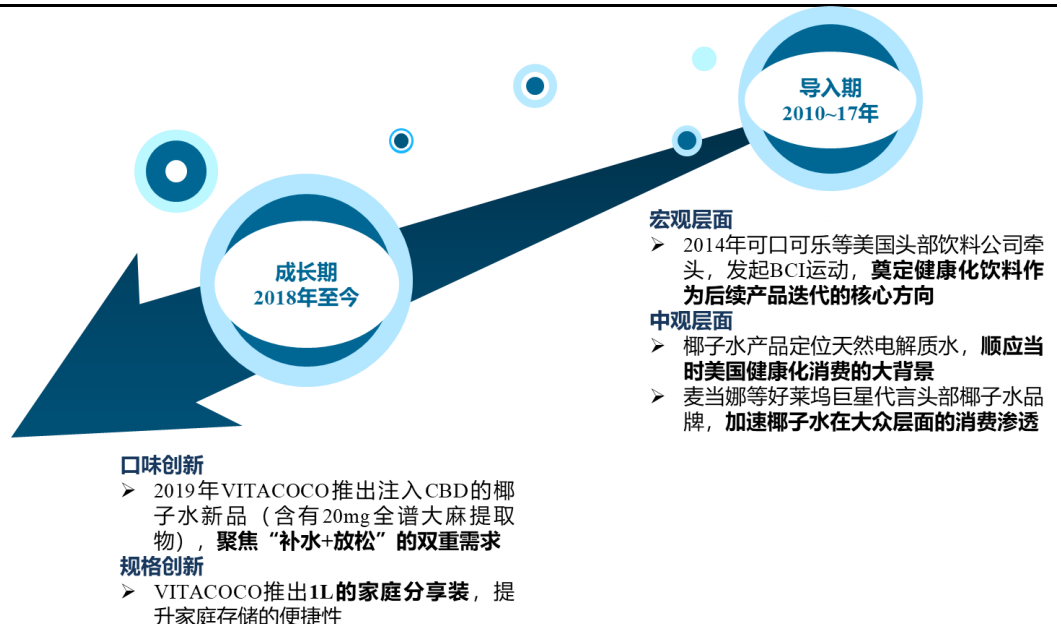 导入期
2010~17年
成长期
2018年至今
宏观层面
➢ 2014年可口可乐等美国头部饮料公司牵
头，发起BCI运动，奠定健康化饮料作
为后续产品迭代的核心方向
中观层面
➢ 椰子水产品定位天然电解质水，顺应当
时美国健康化消费的大背景
➢ 麦当娜等好莱坞巨星代言头部椰子水品
牌，加速椰子水在大众层面的消费渗透
口味创新
➢ 2019年VITACOCO推出注入CBD的椰
子水新品（含有20mg全谱大麻提取
物），聚焦“补水+放松”的双重需求
规格创新
➢ VITACOCO推出1L的家庭分享装，提
升家庭存储的便捷性